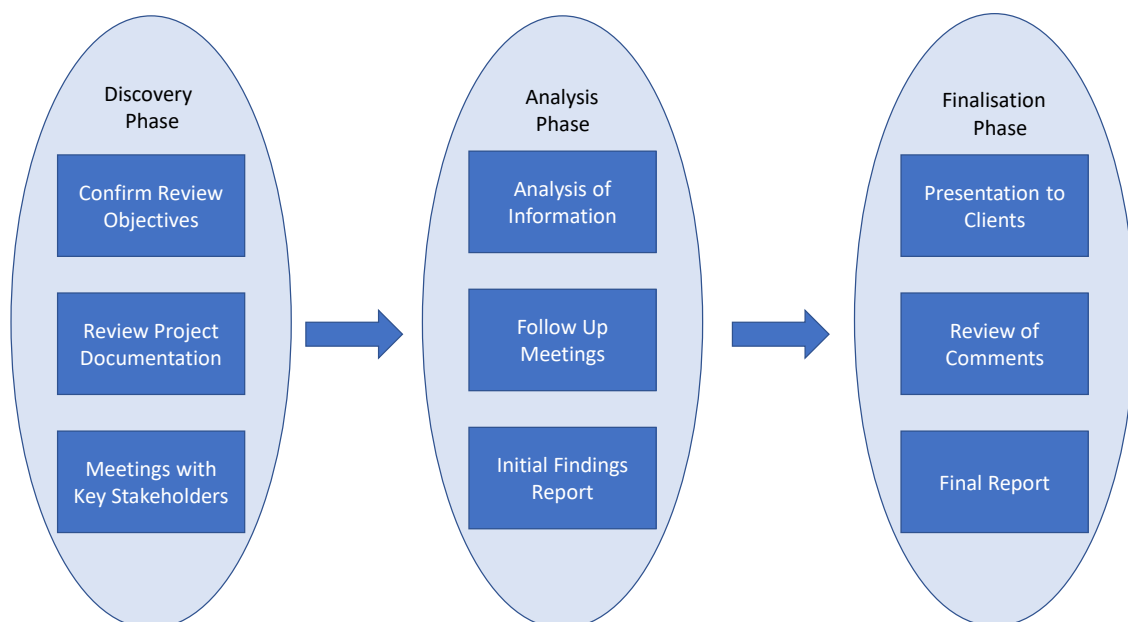 Discovery
Phase
Confirm Review
Objectives
Review Project
Documentation
Meetings with
Key Stakeholders
Analysis
Phase
Analysis of
Information
Follow Up
Meetings
Initial Findings
Report
Finalisation
Phase
Presentation to
Clients
Review of
Comments
Final Report